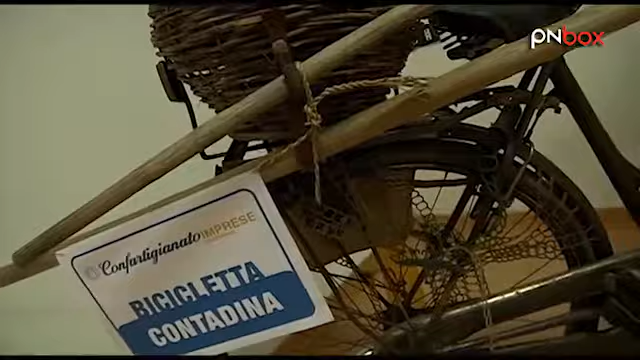 pnbox
Confartigianato IMPRESE
BICICLETTA
CONTADINA